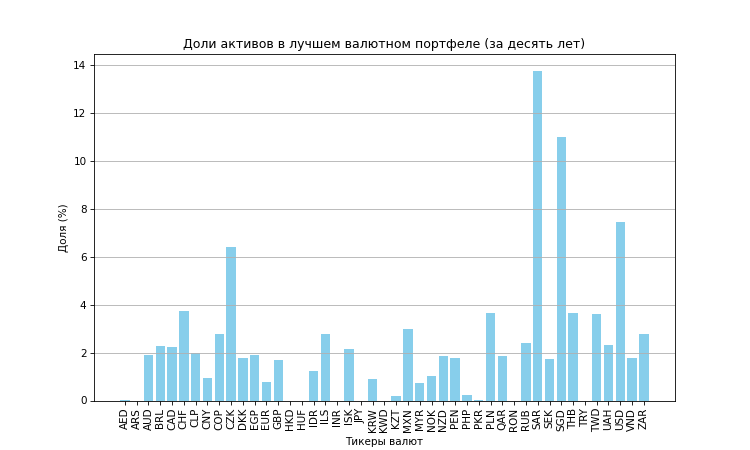 Доли активов в лучшем валютном портфеле (за десять лет)
Доля (%)
14
12
10
8
6
4
2
0
AED ARS AUD BRL CAD CHF CLP CNY COP CZK DKK EGP EUR GBP HKD HUF IDR ILS INR ISK JPY KRW KWD KZT MXN MYR NOK NZD PEN PHP PKR PLN QAR RON RUB SAR SEK SGD THB TRY TWD UAH USD VND ZAR
Тикеры валют